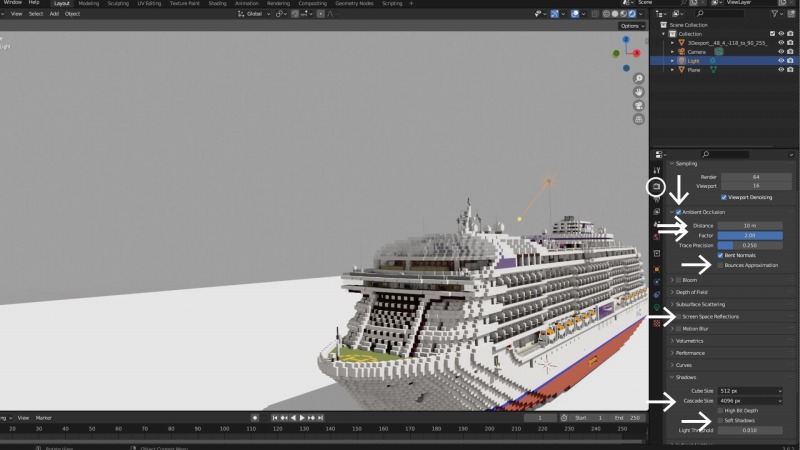 Window Help Layout Modeling Sculpting UV Editing Texture Paint Shading Animation Rendering Compositing Geometry Nodes Scripting + Scene ViewLayer
View Select Add Object Global
Options
Light
Z
Scene Collection
Collection
Camera
Light
Plane
Sampling
Render 64
Viewport 16
Viewport Denoising
Ambient Occlusion
Distance 10 m
Factor 2.00
Trace Precision 0.250
Bent Normals
Bounces Approximation
Bloom
Depth of Field
Subsurface Scattering
Screen Space Reflections
Motion Blur
Volumetrics
Performance
Curves
Shadows
Cube Size 512 px
Cascade Size 4096 px
High Bit Depth
Soft Shadows
Light Threshold 0.010
View Marker
1 Start 1 End 250
20 30 40 50 60 70 80 90 100 110 120 130 140 150 160 170 180 190 200 210 220 230 240 250
Rotate View Object Context Menu